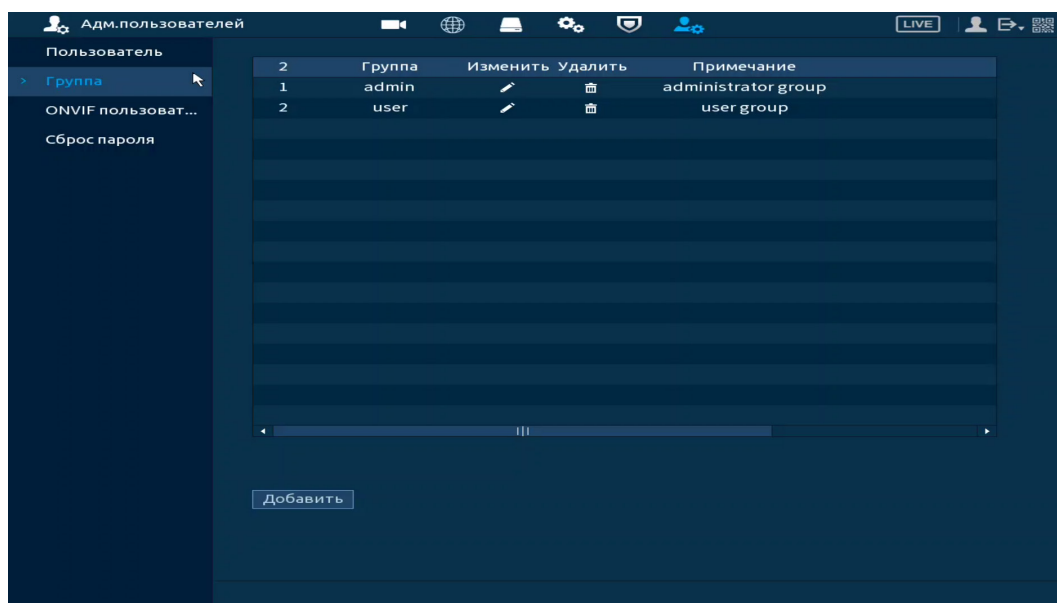 Адм.пользователей LIVE
Пользователь
Группа
ONVIF пользоват...
Сброс пароля
2 Группа Изменить Удалить Примечание
1 admin administrator group
2 user user group
Добавить